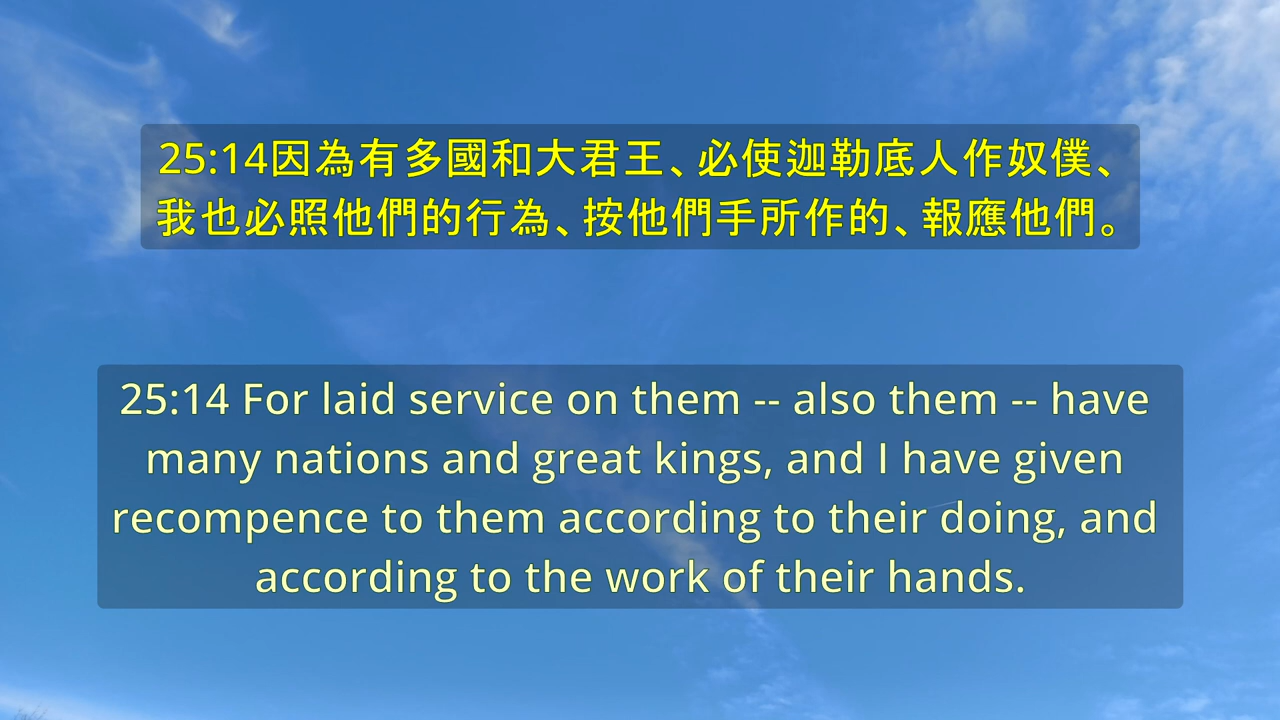 25:14因為有多國和大君王、必使迦勒底人作奴僕、
我也必照他們的行為、按他們手所作的、報應他們。
25:14 For laid service on them -- also them -- have
many nations and great kings, and I have given
recompence to them according to their doing, and
according to the work of their hands.